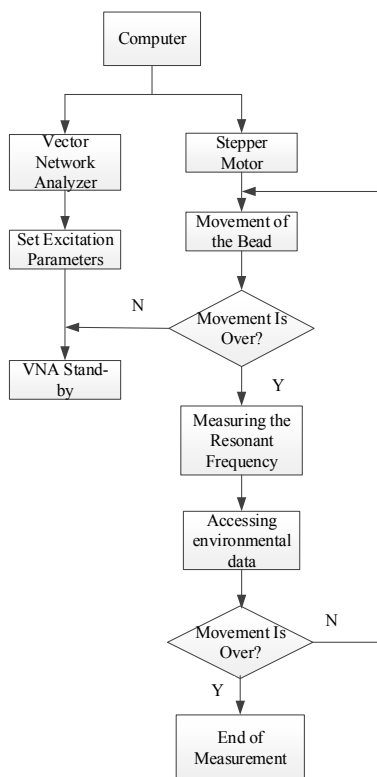 Computer
Vector
Network
Analyzer
Stepper
Motor
Set Excitation
Parameters
Movement of
the Bead
N
Movement Is
Over?
VNA Stand-
by
Y
Measuring the
Resonant
Frequency
Accessing
environmental
data
Movement Is
Over?
N
Y
End of
Measurement